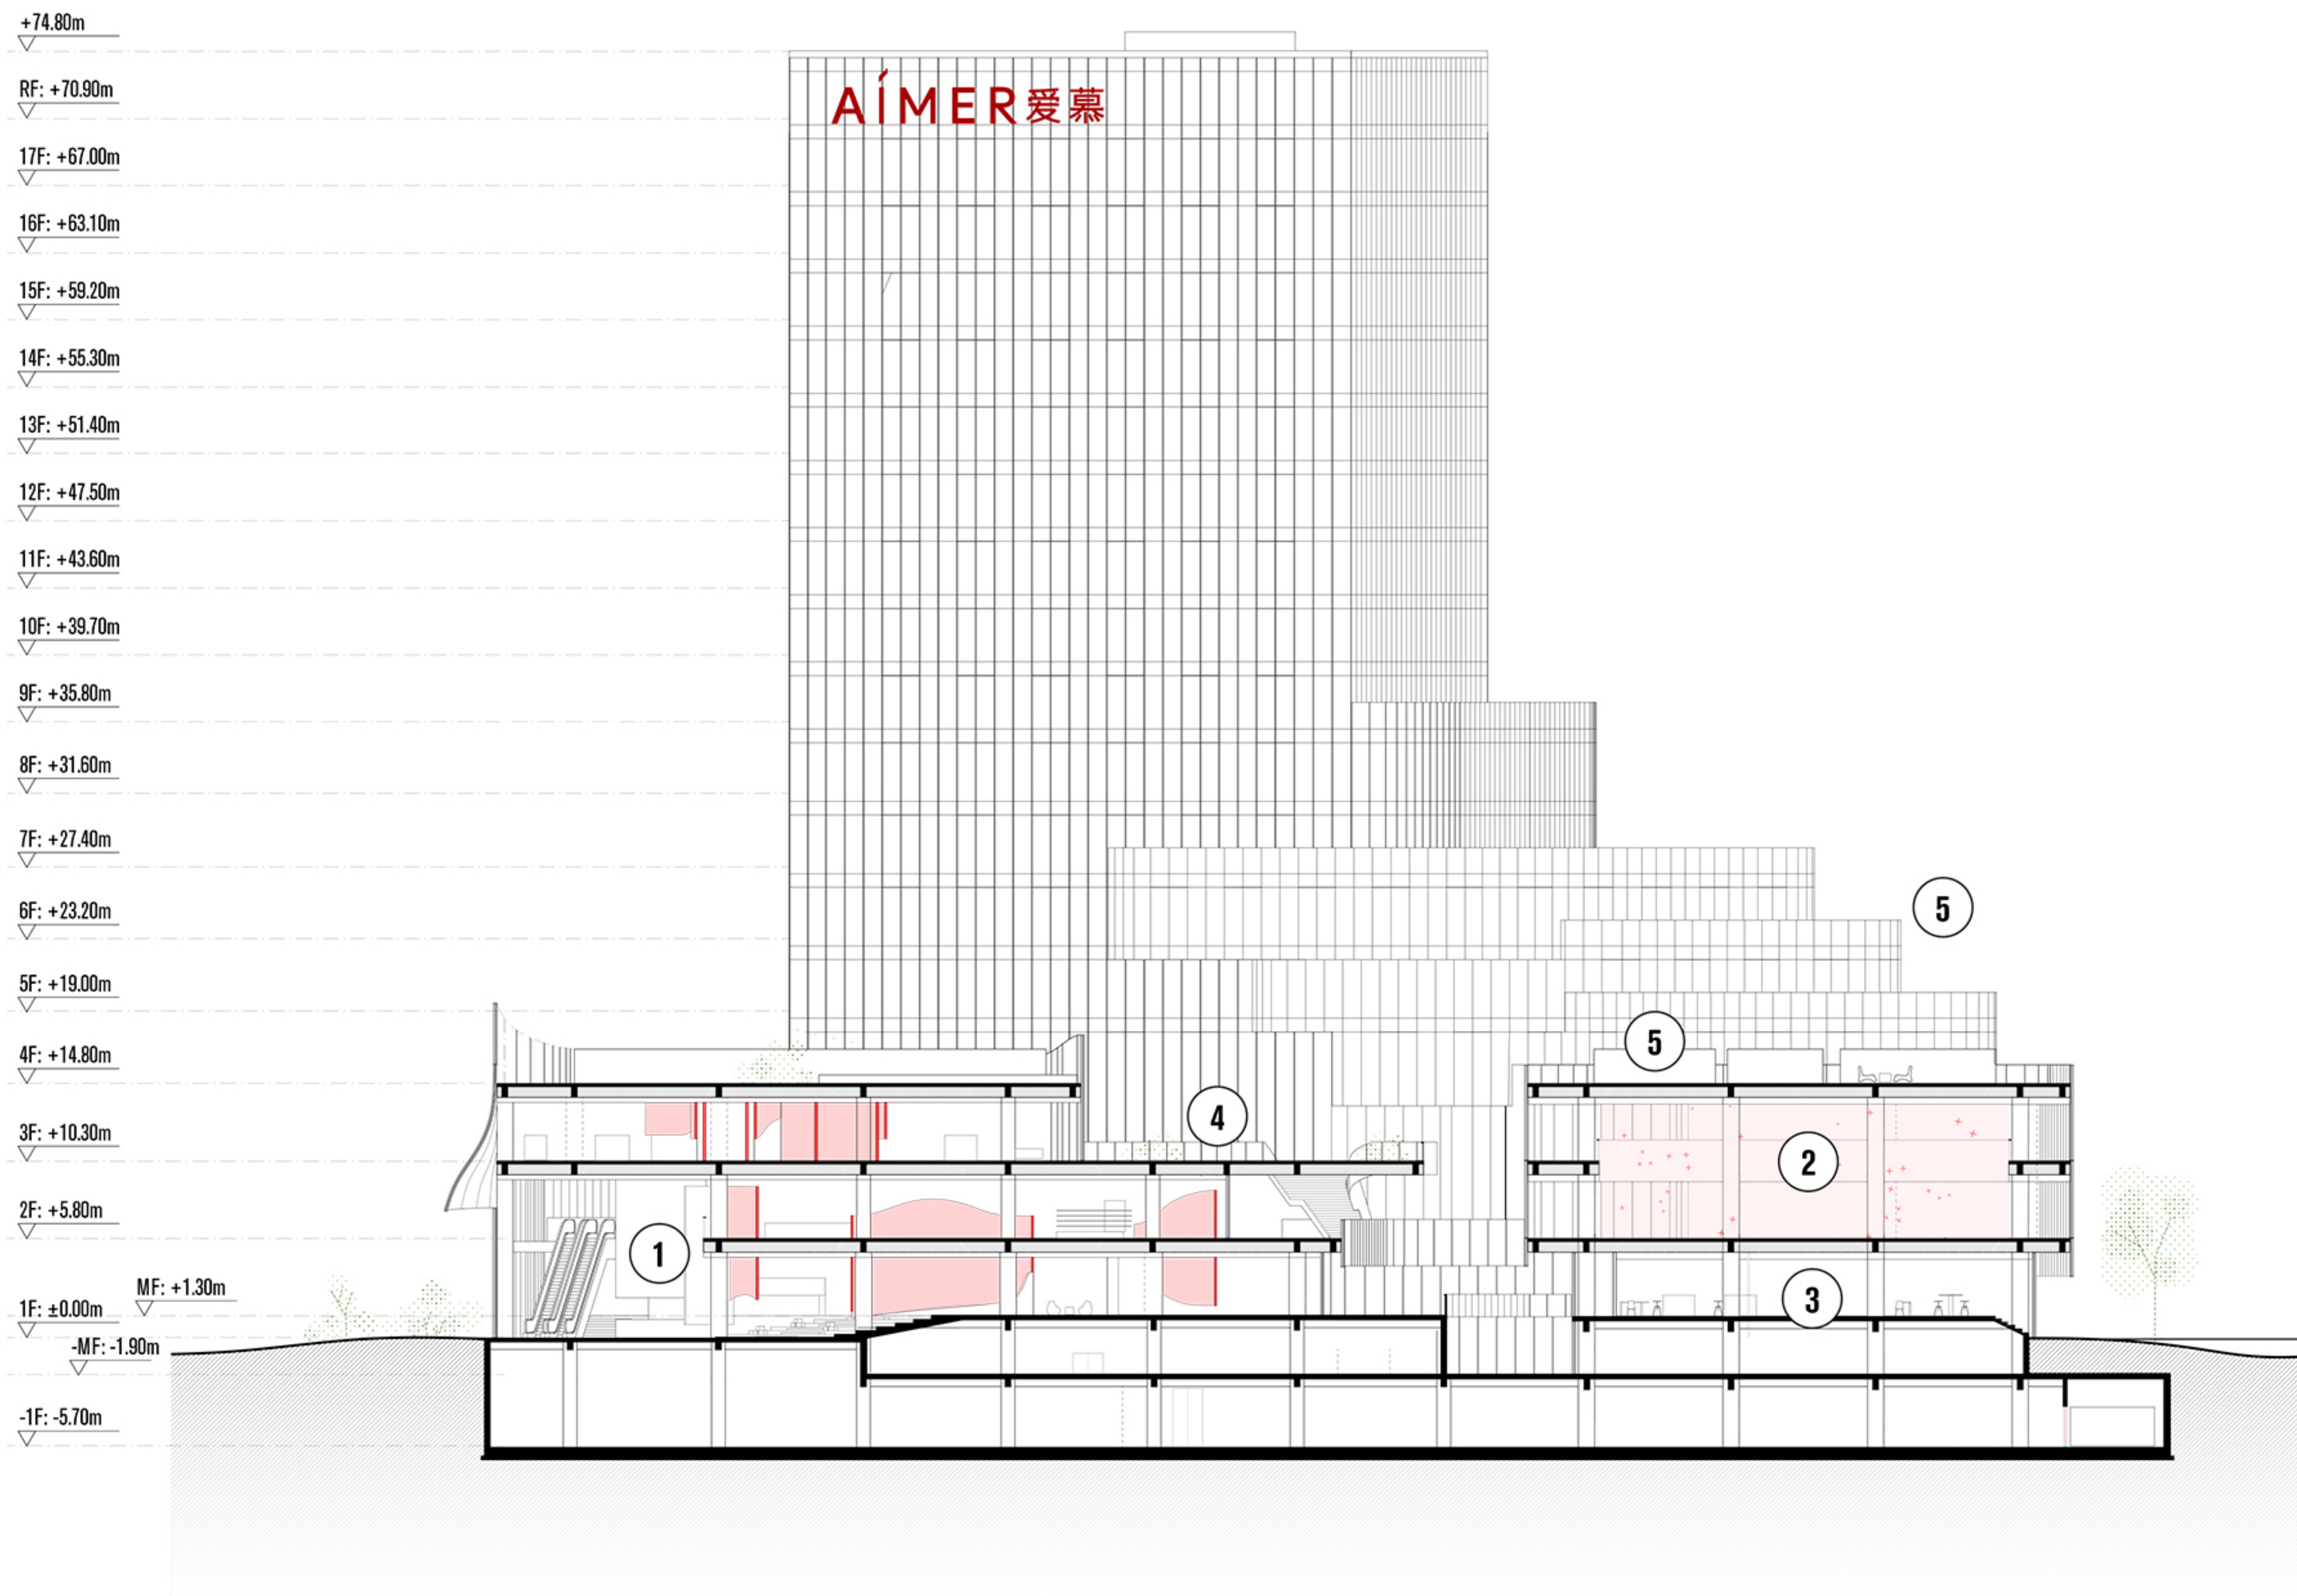 +74.80m
AÍMER爱慕
RF: +70.90m
17F: +67.00m
16F: +63.10m
15F: +59.20m
14F: +55.30m
13F: +51.40m
12F: +47.50m
11F: +43.60m
10F: +39.70m
9F: +35.80m
8F: +31.60m
7F: +27.40m
6F: +23.20m
5
5F: +19.00m
5
4F: +14.80m
4
3F: +10.30m
2
2F: +5.80m
1
MF: +1.30m
3
1F: ±0.00m
-MF: -1.90m
-1F: -5.70m